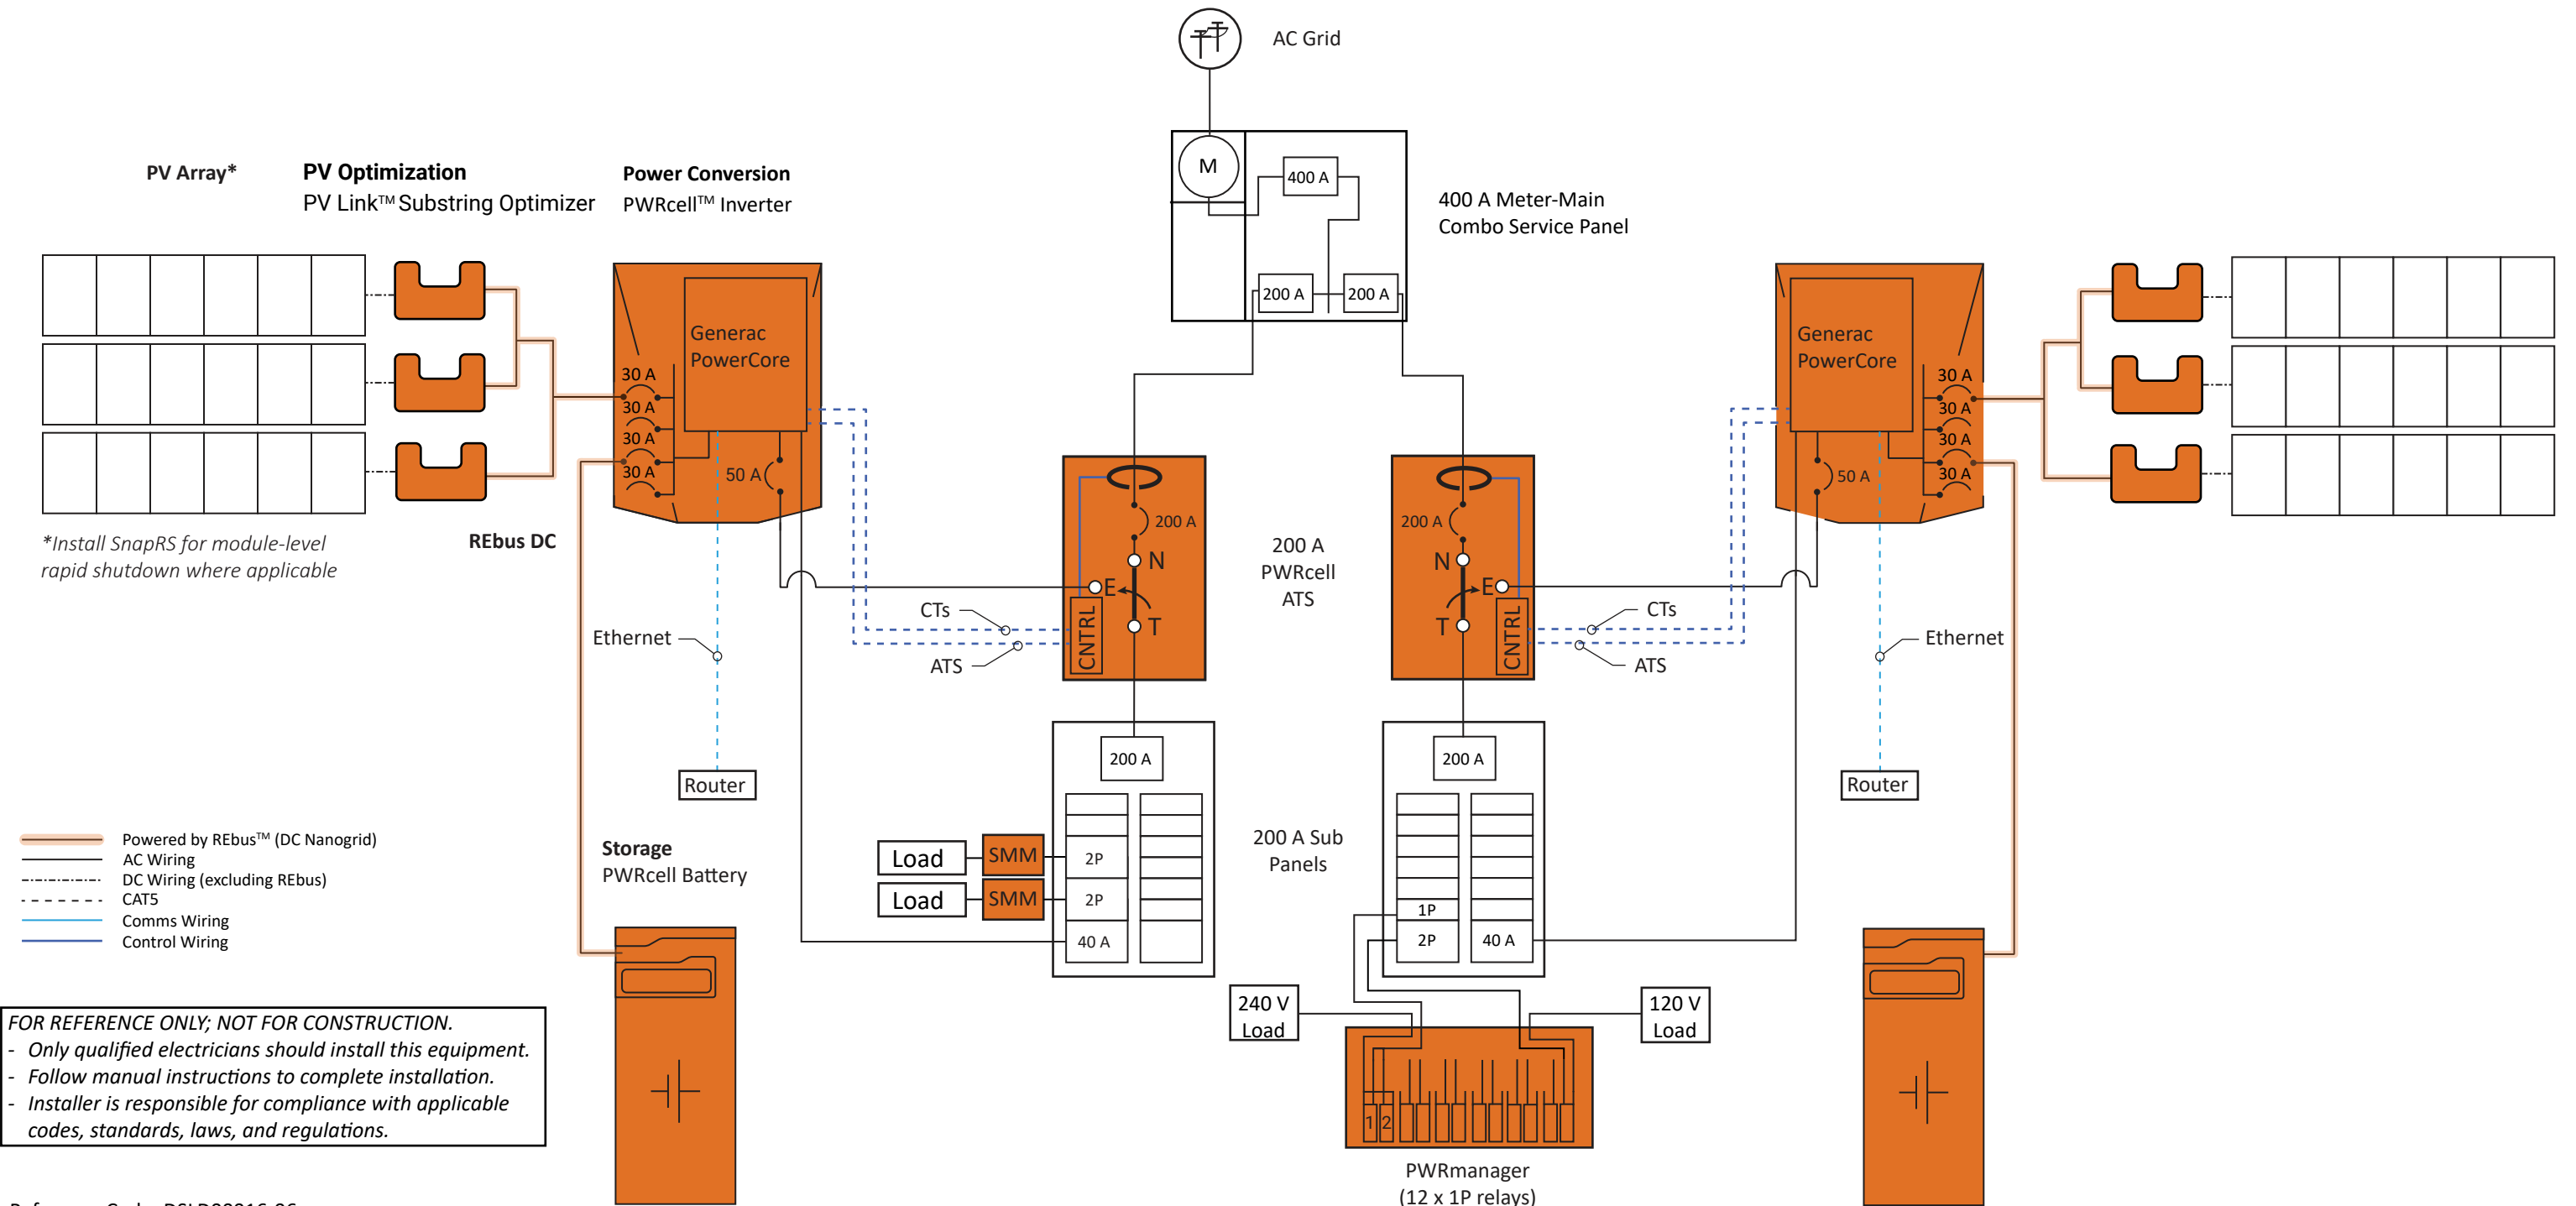 AC Grid
PV Array*
PV Optimization
PV Link™ Substring Optimizer
Power Conversion
PWRcell™ Inverter
M
400 A
200 A
200 A
400 A Meter-Main
Combo Service Panel
Generac
PowerCore
30 A
30 A
30 A
30 A
50 A
Generac
PowerCore
30 A
30 A
30 A
30 A
50 A
*Install SnapRS for module-level
rapid shutdown where applicable
REbus DC
200 A
N
E
T
CNTRL
200 A
PWRcell
ATS
200 A
N
E
T
CNTRL
CTs
ATS
CTs
ATS
Ethernet
Ethernet
Router
Router
200 A
2P
2P
40 A
Load
SMM
Load
SMM
200 A Sub
Panels
200 A
1P
2P
40 A
Powered by REbus™ (DC Nanogrid)
AC Wiring
DC Wiring (excluding REbus)
CAT5
Comms Wiring
Control Wiring
Storage
PWRcell Battery
240 V
Load
120 V
Load
1 2
PWRmanager
(12 x 1P relays)
FOR REFERENCE ONLY; NOT FOR CONSTRUCTION.
- Only qualified electricians should install this equipment.
- Follow manual instructions to complete installation.
- Installer is responsible for compliance with applicable
codes, standards, laws, and regulations.